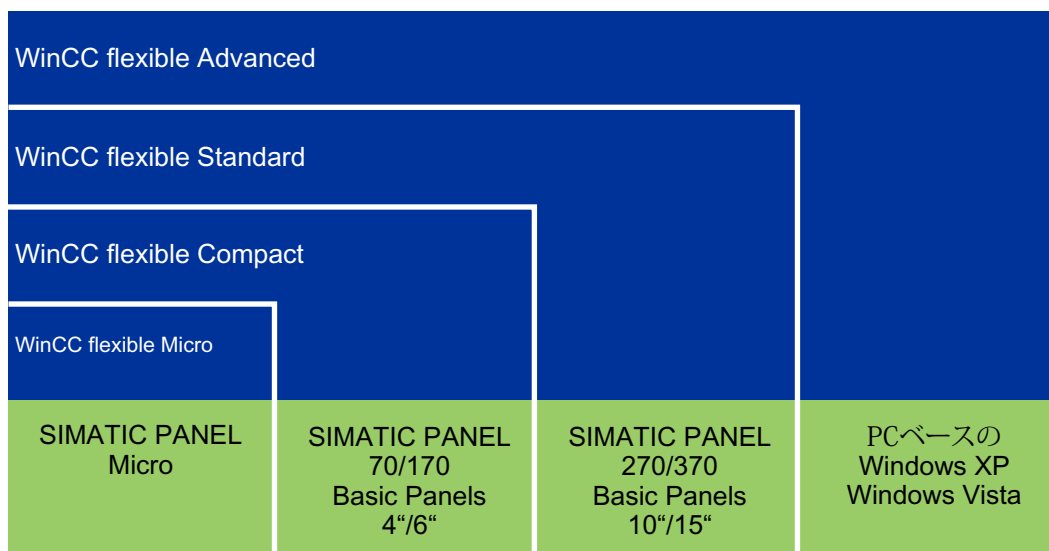 WinCC flexible Advanced
WinCC flexible Standard
WinCC flexible Compact
WinCC flexible Micro
SIMATIC PANEL
Micro
SIMATIC PANEL
70/170
Basic Panels
4“/6“
SIMATIC PANEL
270/370
Basic Panels
10“/15“
PCベースの
Windows XP
Windows Vista